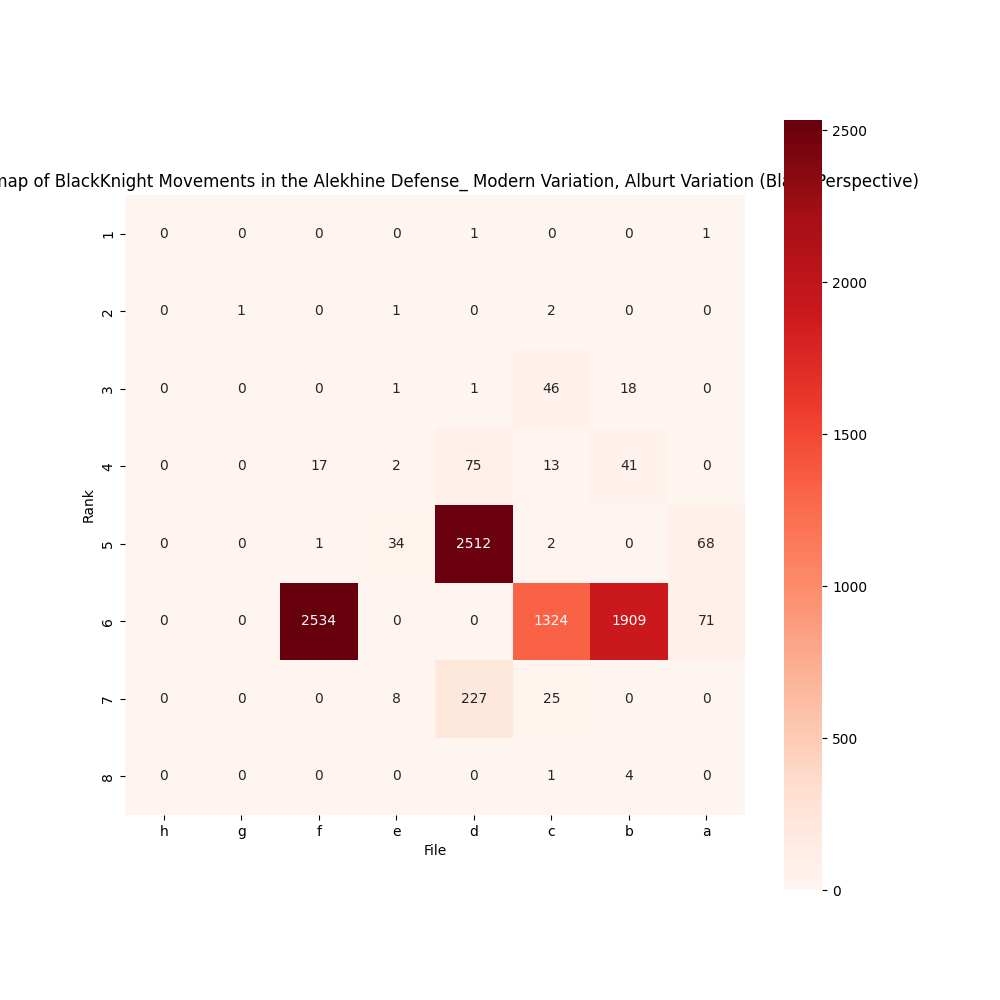 map of BlackKnight Movements in the Alekhine Defense_ Modern Variation, Alburt Variation (Black Perspective)
Rank
1 0 0 0 0 1 0 0 1
2 0 1 0 1 0 2 0 0
3 0 0 0 1 1 46 18 0
4 0 0 17 2 75 13 41 0
5 0 0 1 34 2512 2 0 68
6 0 0 2534 0 0 1324 1909 71
7 0 0 0 8 227 25 0 0
8 0 0 0 0 0 1 4 0
h g f e d c b a
File
2500
2000
1500
1000
500
0